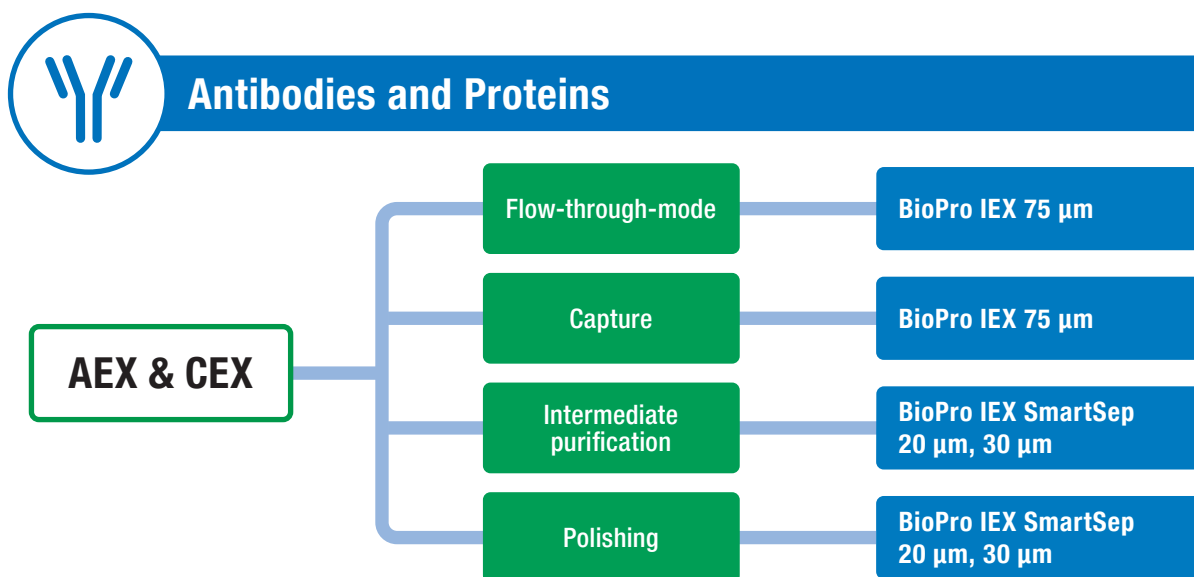 Antibodies and Proteins
Flow-through-mode
BioPro IEX 75 µm
Capture
BioPro IEX 75 µm
AEX & CEX
Intermediate
purification
BioPro IEX SmartSep
20 µm, 30 µm
Polishing
BioPro IEX SmartSep
20 µm, 30 µm